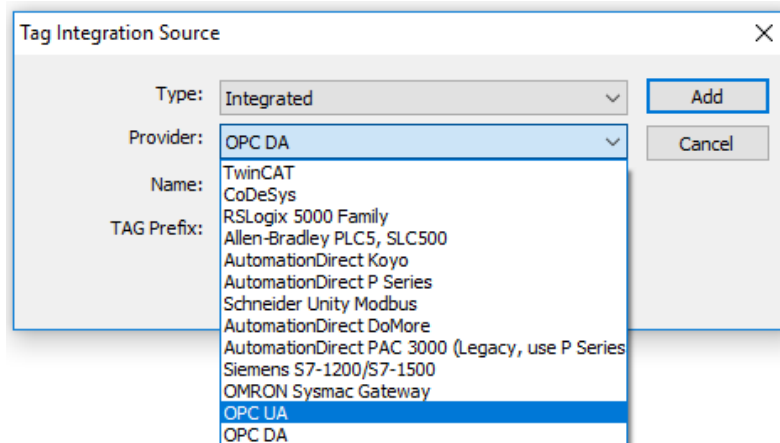 Tag Integration Source
Type: Integrated Add
Provider: OPC DA Cancel
Name:
TAG Prefix:
TwinCAT
CoDeSys
RSLogix 5000 Family
Allen-Bradley PLC5, SLC500
AutomationDirect Koyo
AutomationDirect P Series
Schneider Unity Modbus
AutomationDirect DoMore
AutomationDirect PAC 3000 (Legacy, use P Series
Siemens S7-1200/S7-1500
OMRON Sysmac Gateway
OPC UA
OPC DA